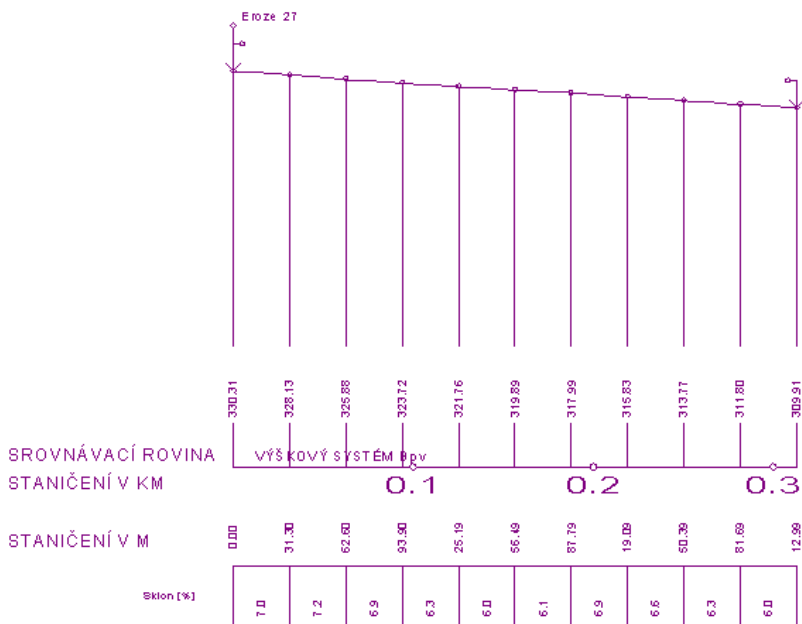 Eroze 27
330.31 328.13 325.88 323.72 321.76 319.89 317.99 315.83 313.77 311.80 309.91
SROVNÁVACÍ ROVINA VÝŠKOVÝ SYSTÉM Bpv
STANIČENÍ V KM 0.1 0.2 0.3
STANIČENÍ V M 0.00 31.30 62.60 93.90 25.19 56.49 87.79 19.09 50.39 81.69 12.99
Sklon [%] 7.0 7.2 6.9 6.3 6.0 6.1 6.9 6.6 6.3 6.0